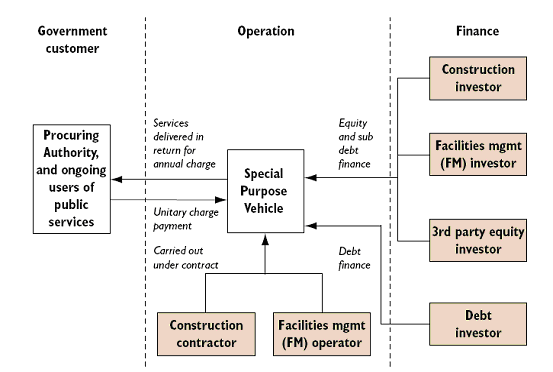 Government
customer
Operation
Finance
Construction
investor
Services
delivered in
return for
annual charge
Equity
and sub
debt
finance
Procuring
Authority,
and ongoing
users of
public
services
Facilities mgmt
(FM) investor
Special
Purpose
Vehicle
Unitary charge
payment
3rd party equity
investor
Carried out
under contract
Debt
finance
Construction
contractor
Facilities mgmt
(FM) operator
Debt
investor